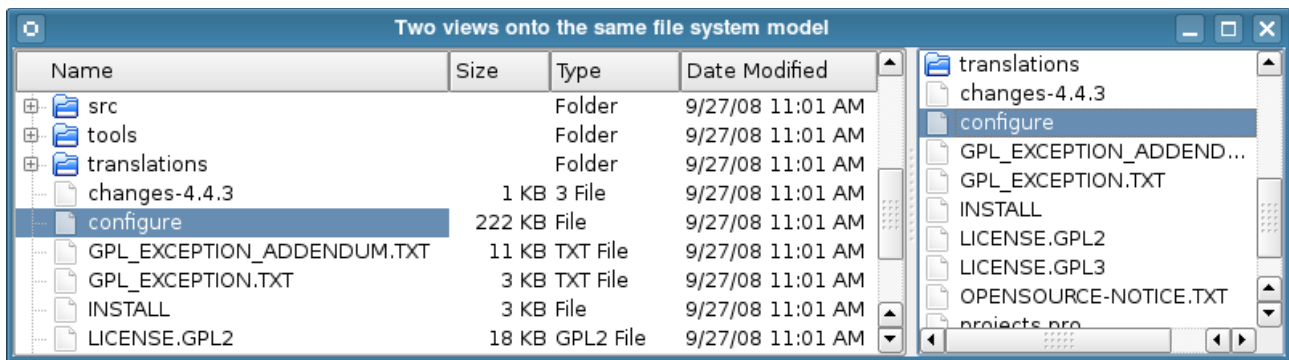 Two views onto the same file system model
Name Size Type Date Modified
src Folder 9/27/08 11:01 AM
tools Folder 9/27/08 11:01 AM
translations Folder 9/27/08 11:01 AM
changes-4.4.3 1 KB 3 File 9/27/08 11:01 AM
configure 222 KB File 9/27/08 11:01 AM
GPL_EXCEPTION_ADDENDUM.TXT 11 KB TXT File 9/27/08 11:01 AM
GPL_EXCEPTION.TXT 3 KB TXT File 9/27/08 11:01 AM
INSTALL 3 KB File 9/27/08 11:01 AM
LICENSE.GPL2 18 KB GPL2 File 9/27/08 11:01 AM
translations
changes-4.4.3
configure
GPL_EXCEPTION_ADDEND...
GPL_EXCEPTION.TXT
INSTALL
LICENSE.GPL2
LICENSE.GPL3
OPENSOURCE-NOTICE.TXT
projects.pro